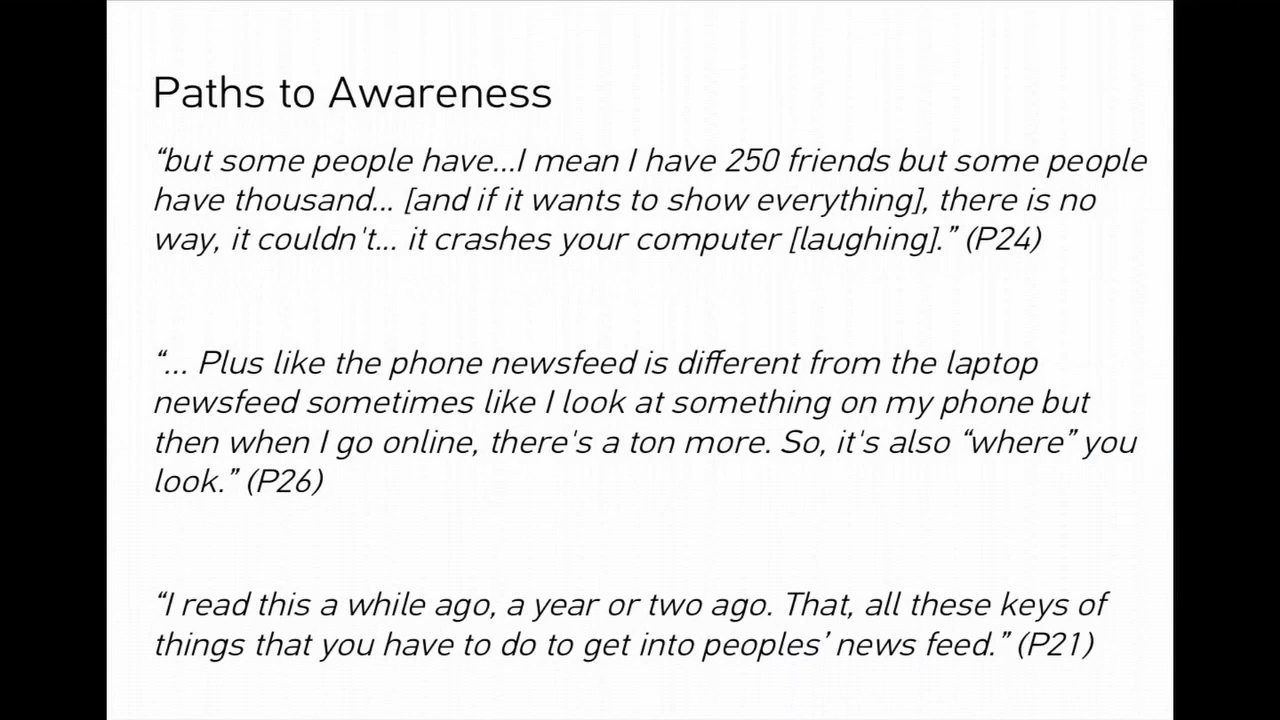 Paths to Awareness
“but some people have...I mean I have 250 friends but some people
have thousand... [and if it wants to show everything], there is no
way, it couldn't... it crashes your computer [laughing].” (P24)
“... Plus like the phone newsfeed is different from the laptop
newsfeed sometimes like I look at something on my phone but
then when I go online, there's a ton more. So, it's also “where” you
look.” (P26)
“I read this a while ago, a year or two ago. That, all these keys of
things that you have to do to get into peoples’ news feed.” (P21)